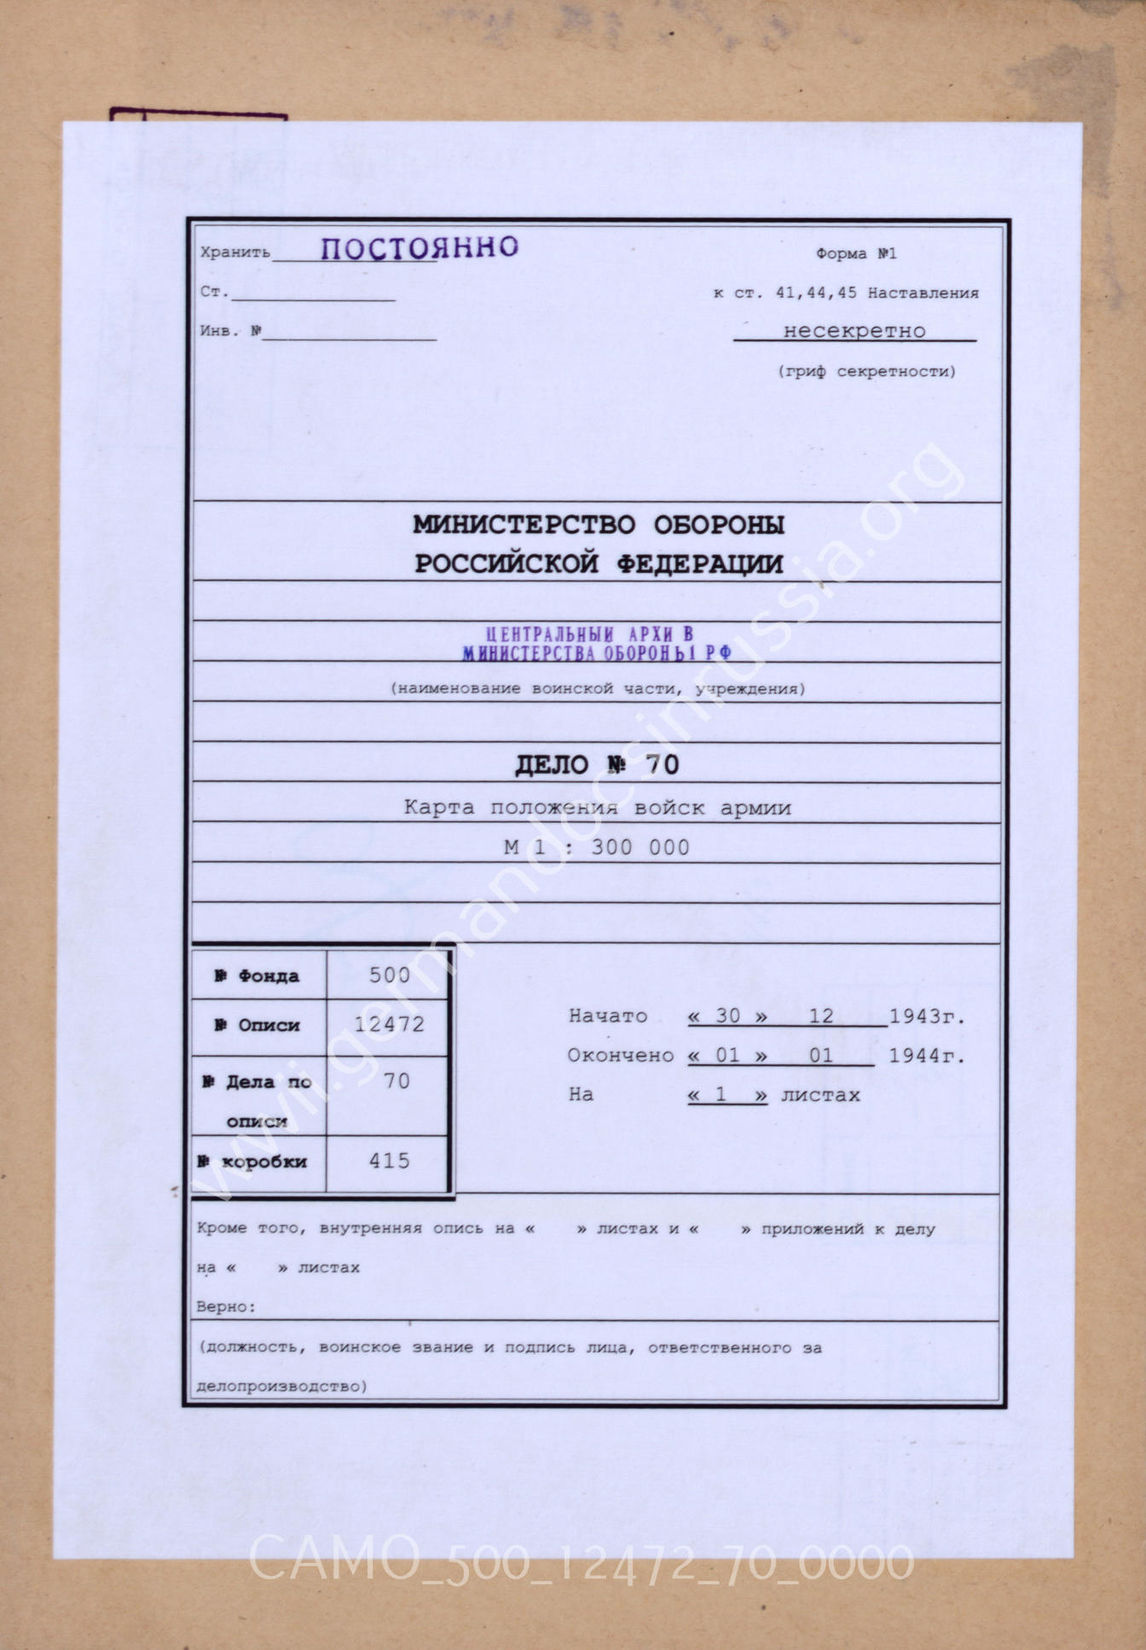 Хранить ПОСТОЯННО
Форма №1
Ст.
к ст. 41,44,45 Наставления
Инв. №
несекретно
(гриф секретности)
МИНИСТЕРСТВО ОБОРОНЫ
РОССИЙСКОЙ ФЕДЕРАЦИИ
ЦЕНТРАЛЬНЫЙ АРХИВ
МИНИСТЕРСТВА ОБОРОНЫ РФ
(наименование воинской части, учреждения)
ДЕЛО № 70
Карта положения войск армии
М 1 : 300 000
№ Фонда 500
№ Описи 12472
№ Дела по описи 70
№ коробки 415
Начато « 30 » 12 1943г.
Окончено « 01 » 01 1944г.
На « 1 » листах
Кроме того, внутренняя опись на « » листах и « » приложений к делу
на « » листах
Верно:
(должность, воинское звание и подпись лица, ответственного за
делопроизводство)
www.germandocsinrussia.org
CAMO_500_12472_70_0000